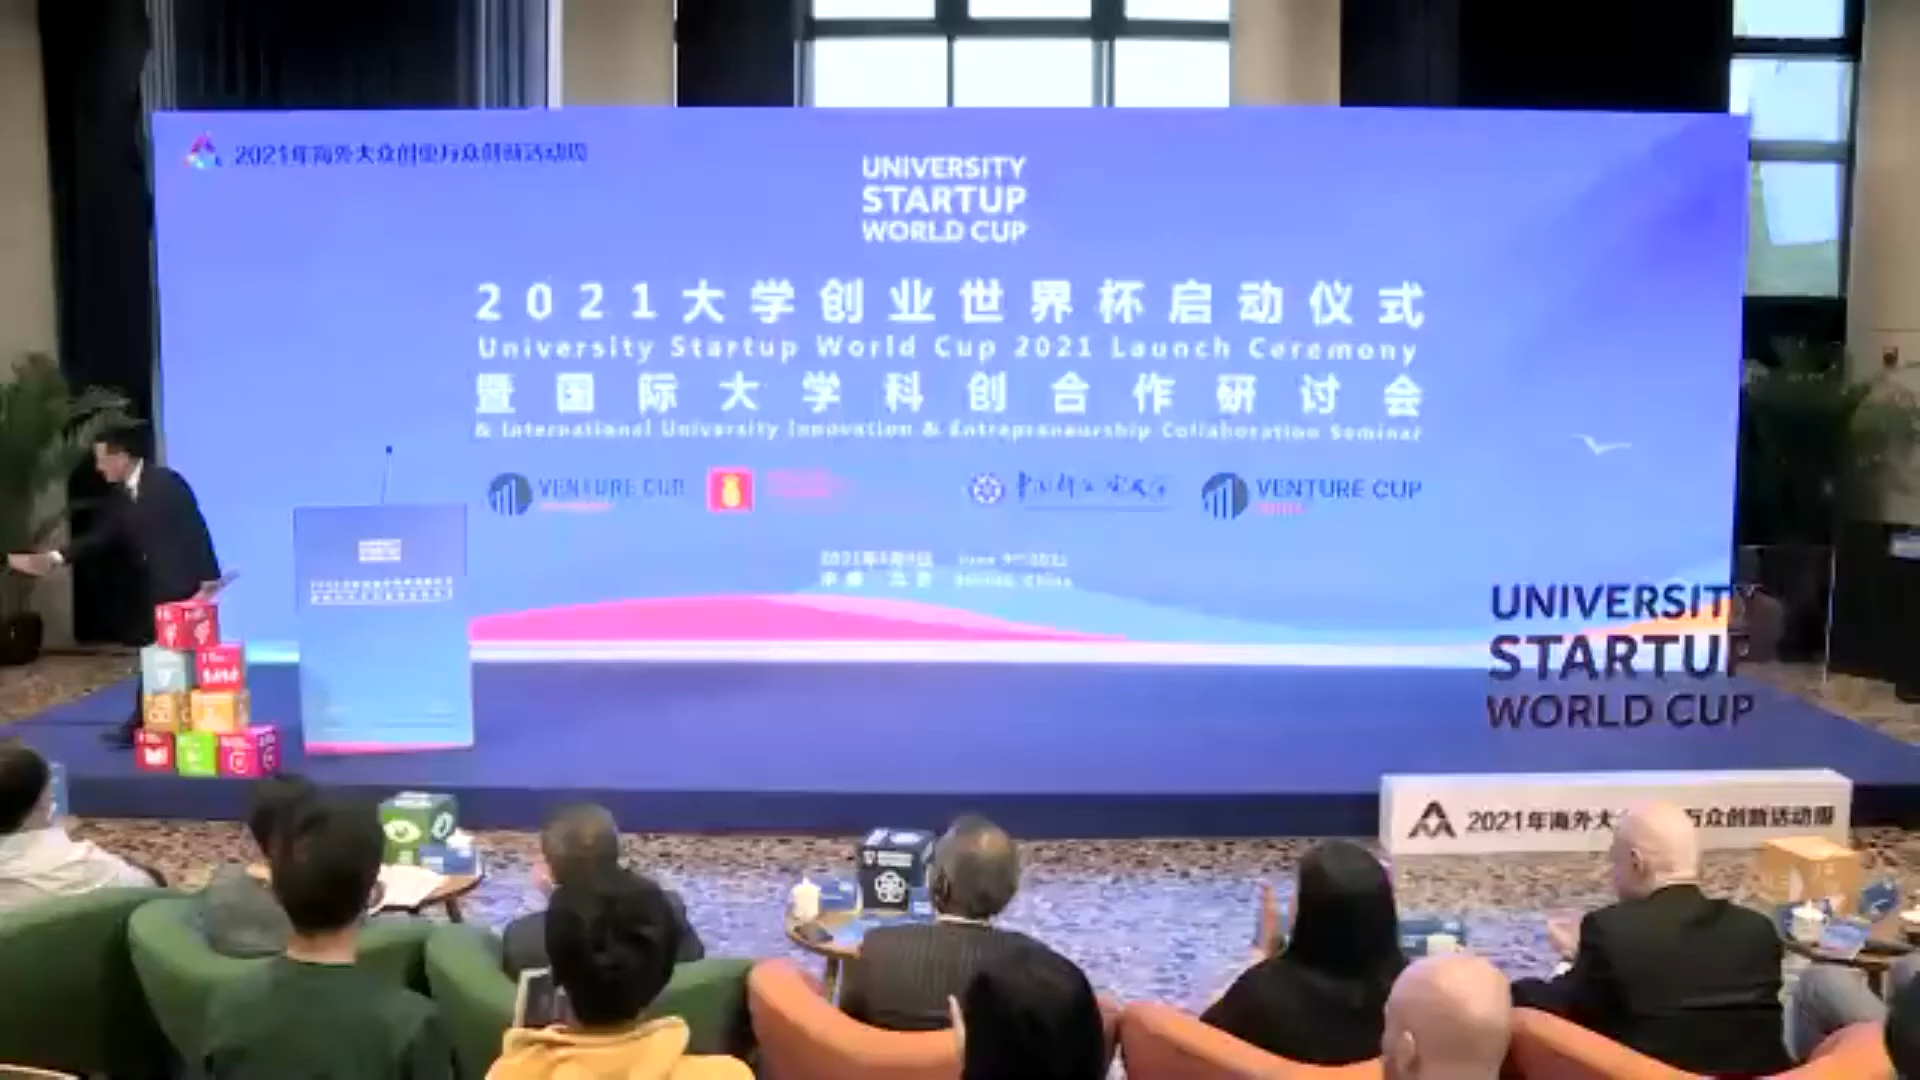 2021年海外大众创业万众创新活动周
UNIVERSITY
STARTUP
WORLD CUP
2021大学创业世界杯启动仪式
University Startup World Cup 2021 Launch Ceremony
暨国际大学科创合作研讨会
& International University Innovation & Entrepreneurship Collaboration Seminar
VENTURE CUP
VENTURE CUP
UNIVERSITY
STARTUP
WORLD CUP
2021年海外大 万众创新活动周